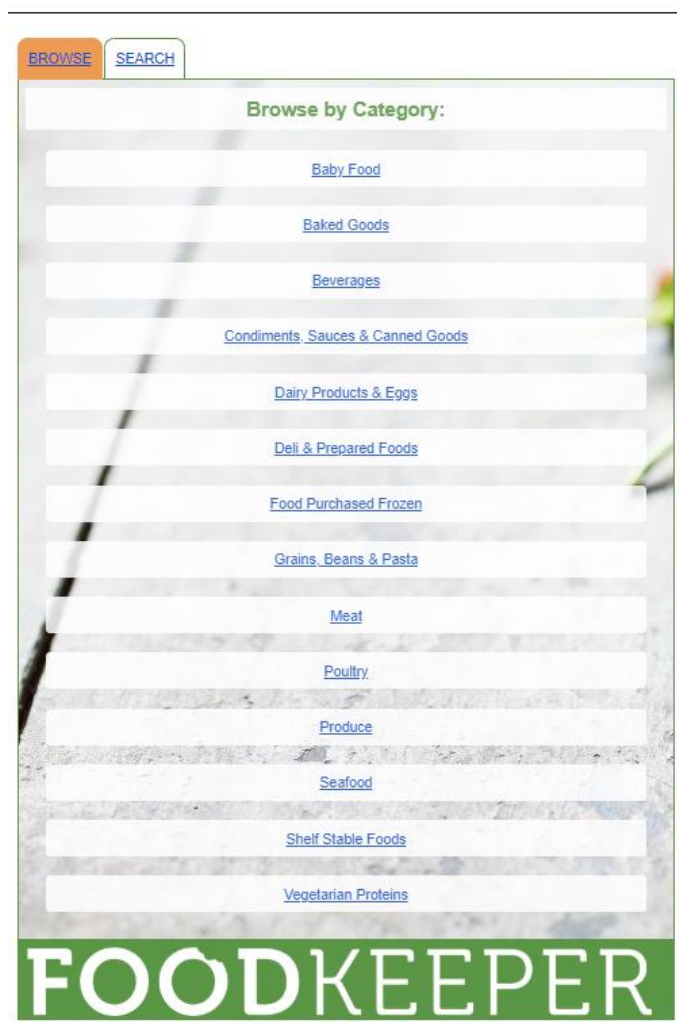 BROWSE SEARCH
Browse by Category:
Baby Food
Baked Goods
Beverages
Condiments, Sauces & Canned Goods
Dairy Products & Eggs
Deli & Prepared Foods
Food Purchased Frozen
Grains, Beans & Pasta
Meat
Poultry
Produce
Seafood
Shelf Stable Foods
Vegetarian Proteins
FOODKEEPER